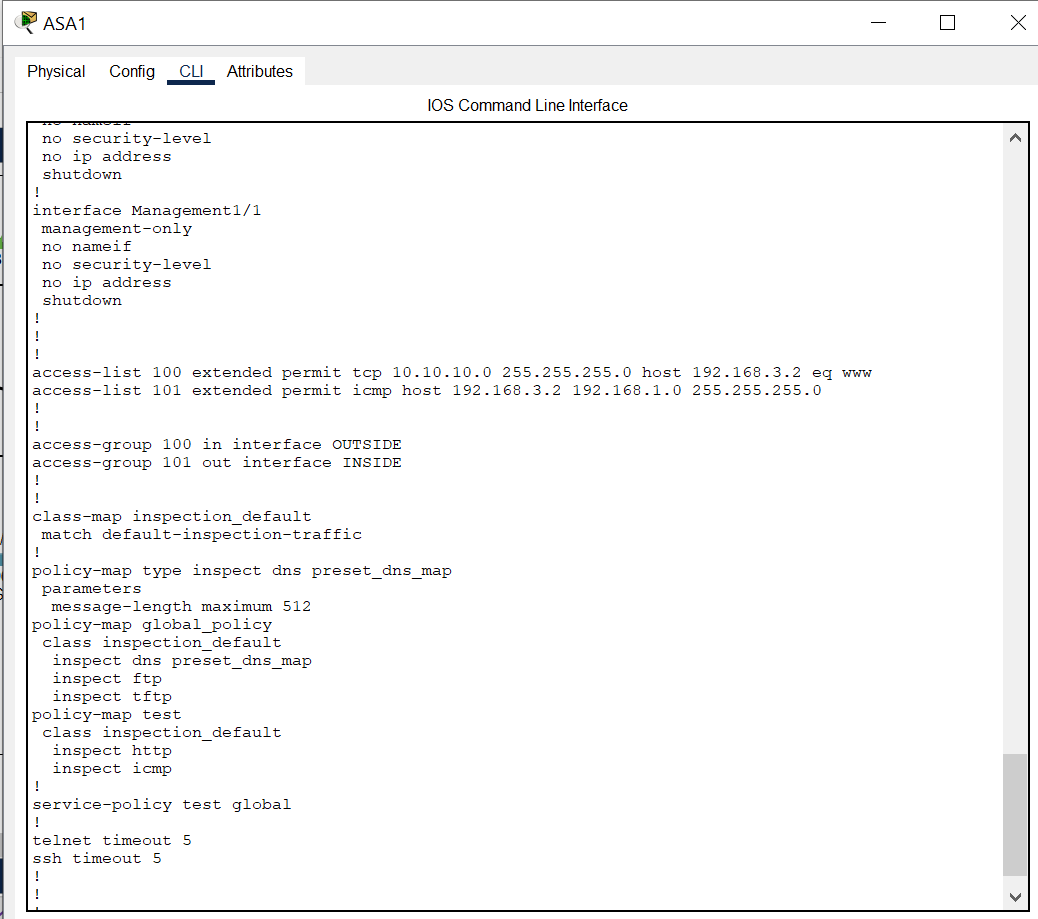 ASA1
Physical Config CLI Attributes
IOS Command Line Interface
no nameif
no security-level
no ip address
shutdown
!
interface Management1/1
management-only
no nameif
no security-level
no ip address
shutdown
!
!
!
access-list 100 extended permit tcp 10.10.10.0 255.255.255.0 host 192.168.3.2 eq www
access-list 101 extended permit icmp host 192.168.3.2 192.168.1.0 255.255.255.0
!
!
access-group 100 in interface OUTSIDE
access-group 101 out interface INSIDE
!
!
class-map inspection_default
match default-inspection-traffic
!
policy-map type inspect dns preset_dns_map
parameters
message-length maximum 512
policy-map global_policy
class inspection_default
inspect dns preset_dns_map
inspect ftp
inspect tftp
policy-map test
class inspection_default
inspect http
inspect icmp
!
service-policy test global
!
telnet timeout 5
ssh timeout 5
!
!